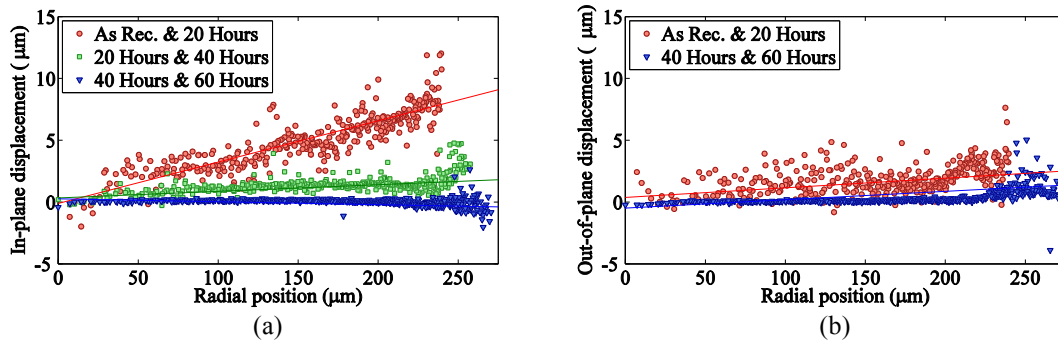 15
10
5
0
-5
In-plane displacement ( μm)
As Rec. & 20 Hours
20 Hours & 40 Hours
40 Hours & 60 Hours
0 50 100 150 200 250
Radial position (μm)
(a)
15
10
5
0
-5
Out-of-plane displacement ( μm)
As Rec. & 20 Hours
40 Hours & 60 Hours
0 50 100 150 200 250
Radial position (μm)
(b)